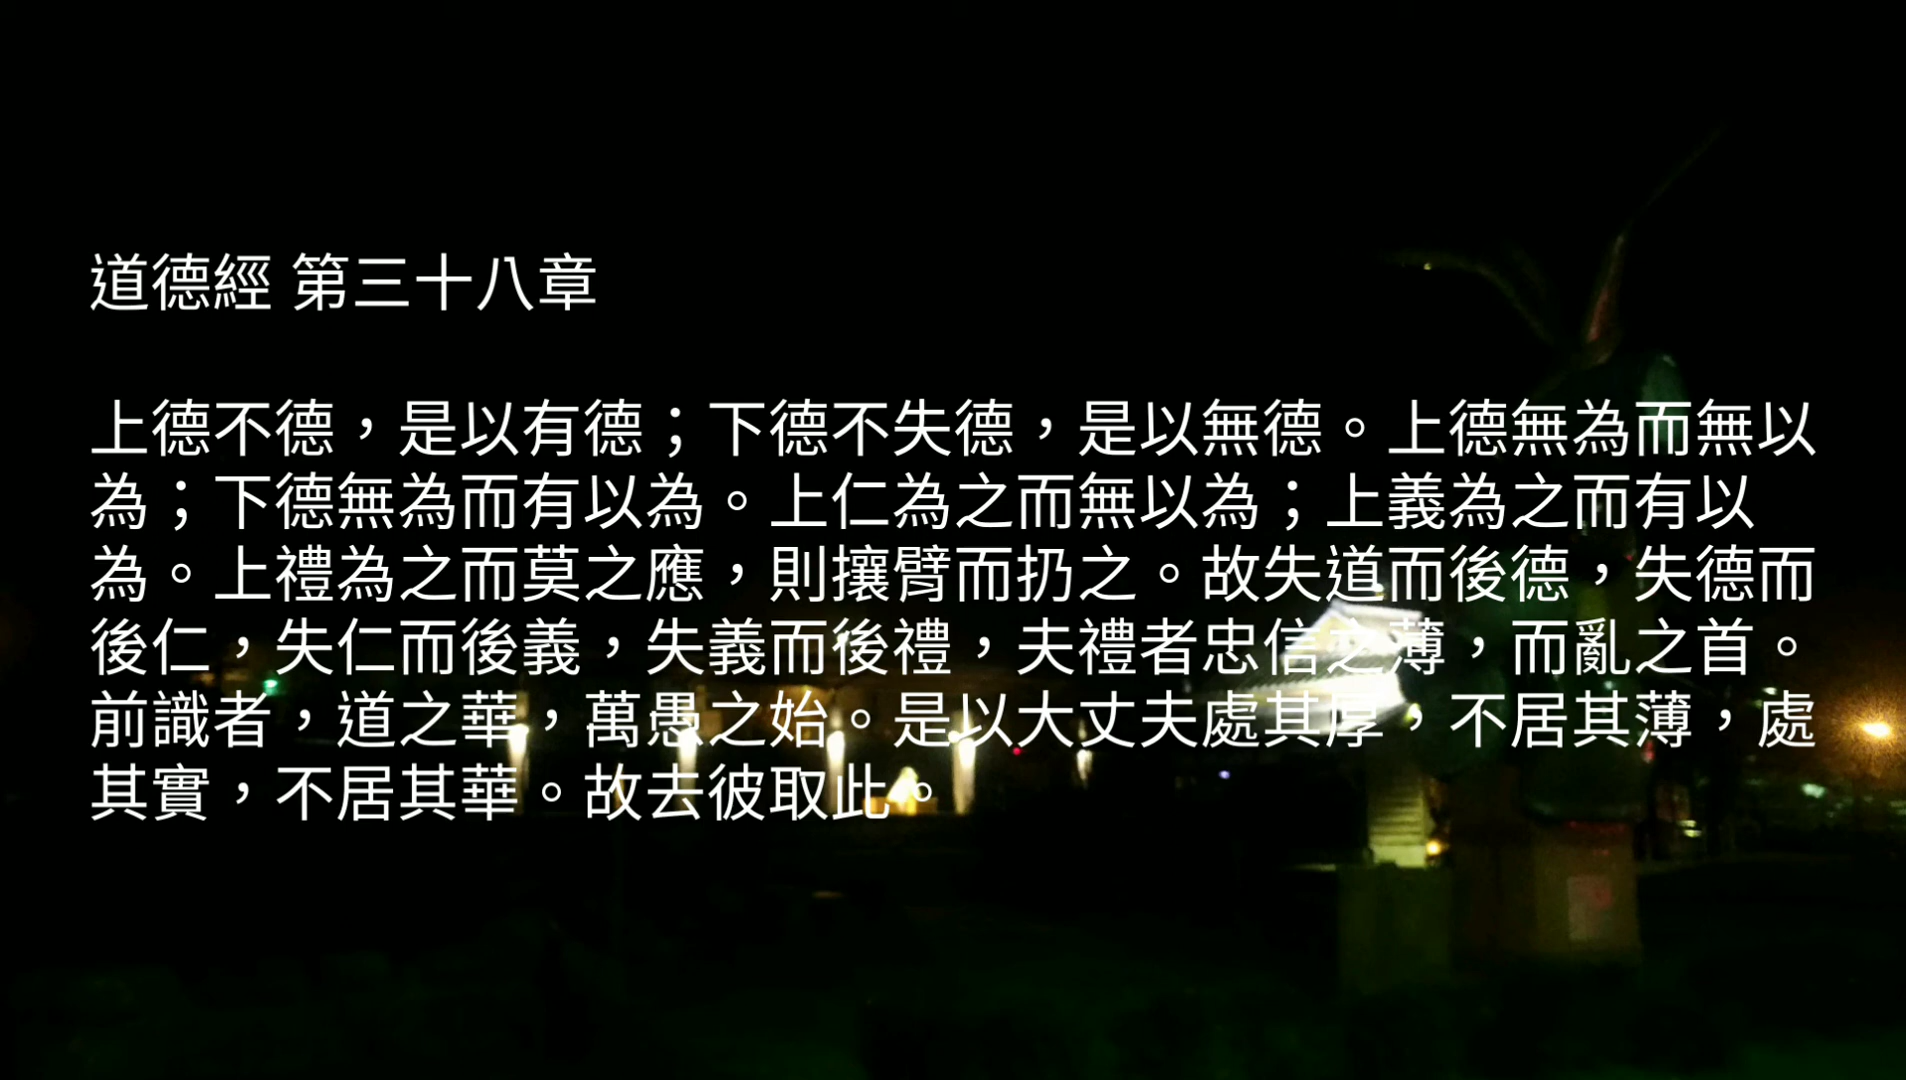 道德經 第三十八章
上德不德，是以有德；下德不失德，是以無德。上德無為而無以
為；下德無為而有以為。上仁為之而無以為；上義為之而有以
為。上禮為之而莫之應，則攘臂而扔之。故失道而後德，失德而
後仁，失仁而後義，失義而後禮，夫禮者忠信之薄，而亂之首。
前識者，道之華，萬愚之始。是以大丈夫處其厚，不居其薄，處
其實，不居其華。故去彼取此。